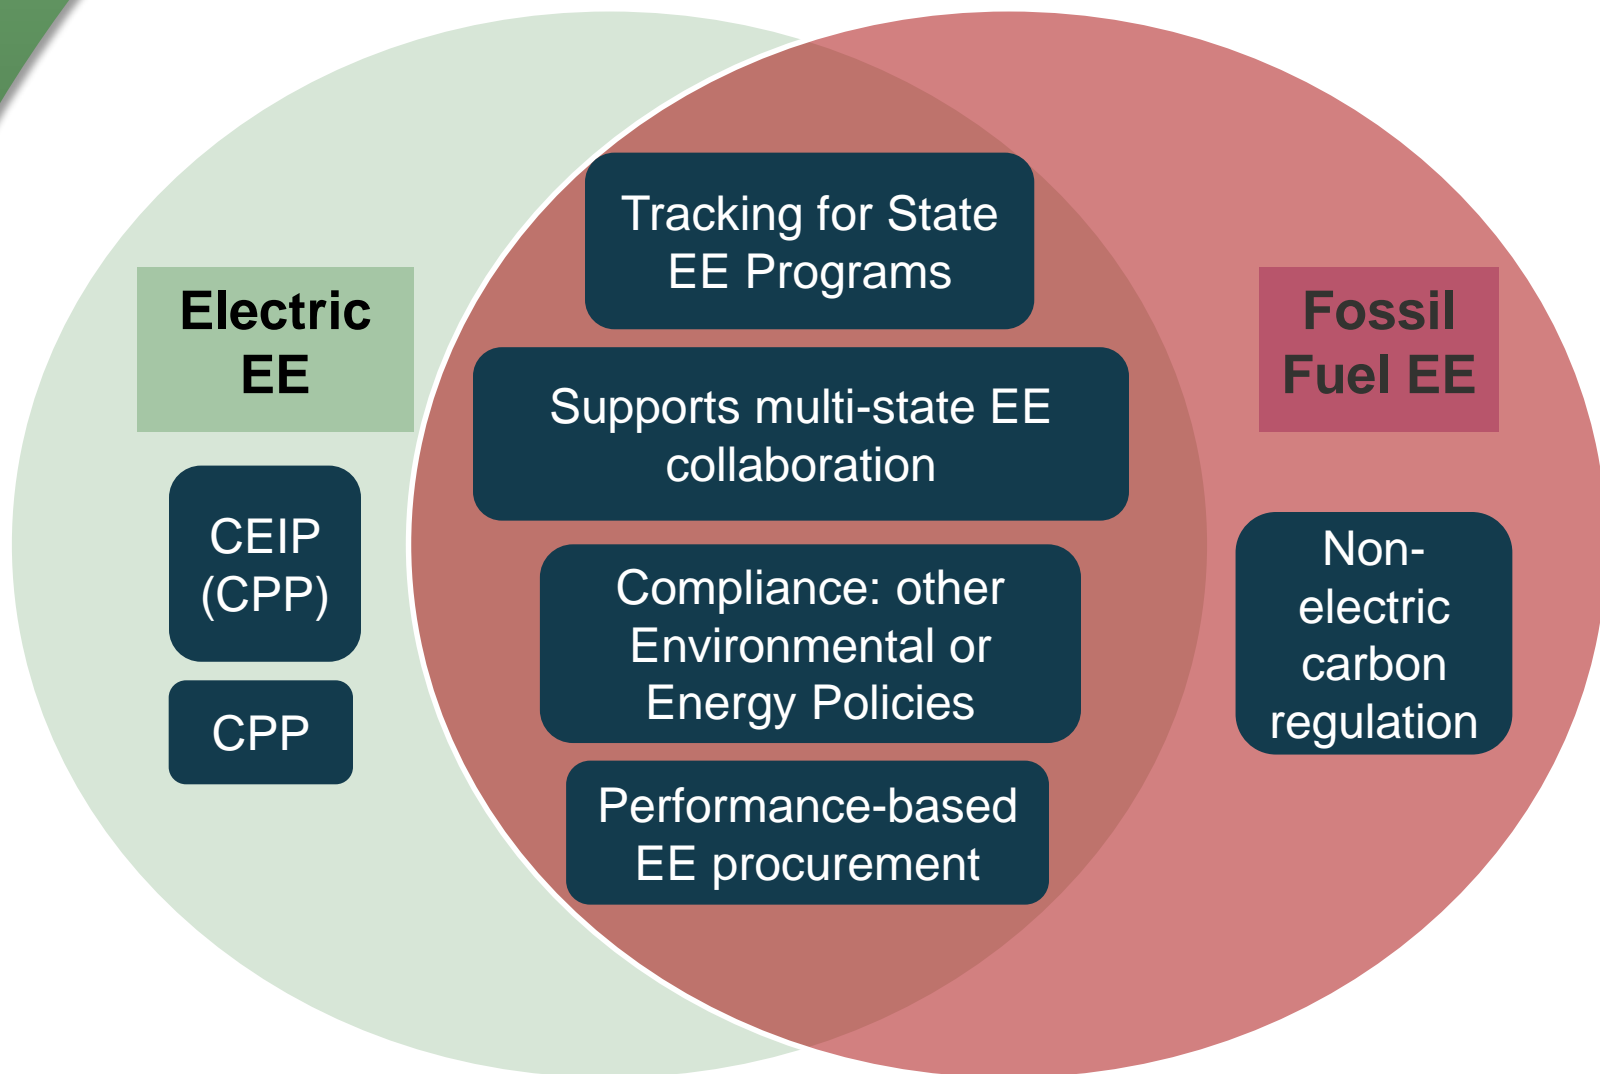 Electric
EE
CEIP
(CPP)
CPP
Tracking for State
EE Programs
Supports multi-state EE
collaboration
Compliance: other
Environmental or
Energy Policies
Performance-based
EE procurement
Fossil
Fuel EE
Non-
electric
carbon
regulation